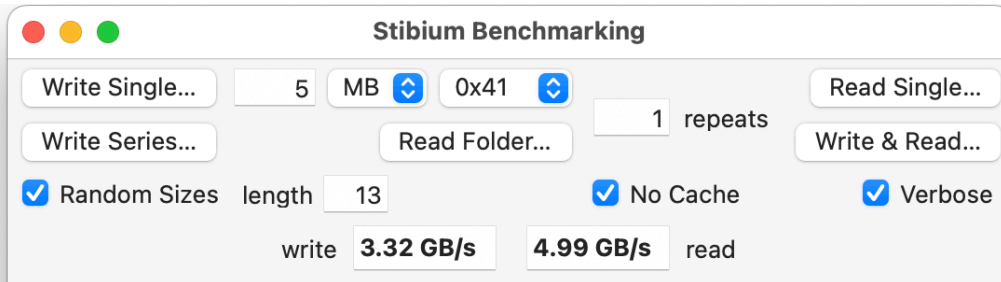 Stibium Benchmarking
Write Single... 5 MB 0x41 Read Single...
1 repeats
Write Series... Read Folder... Write & Read...
Random Sizes length 13 No Cache Verbose
write 3.32 GB/s 4.99 GB/s read